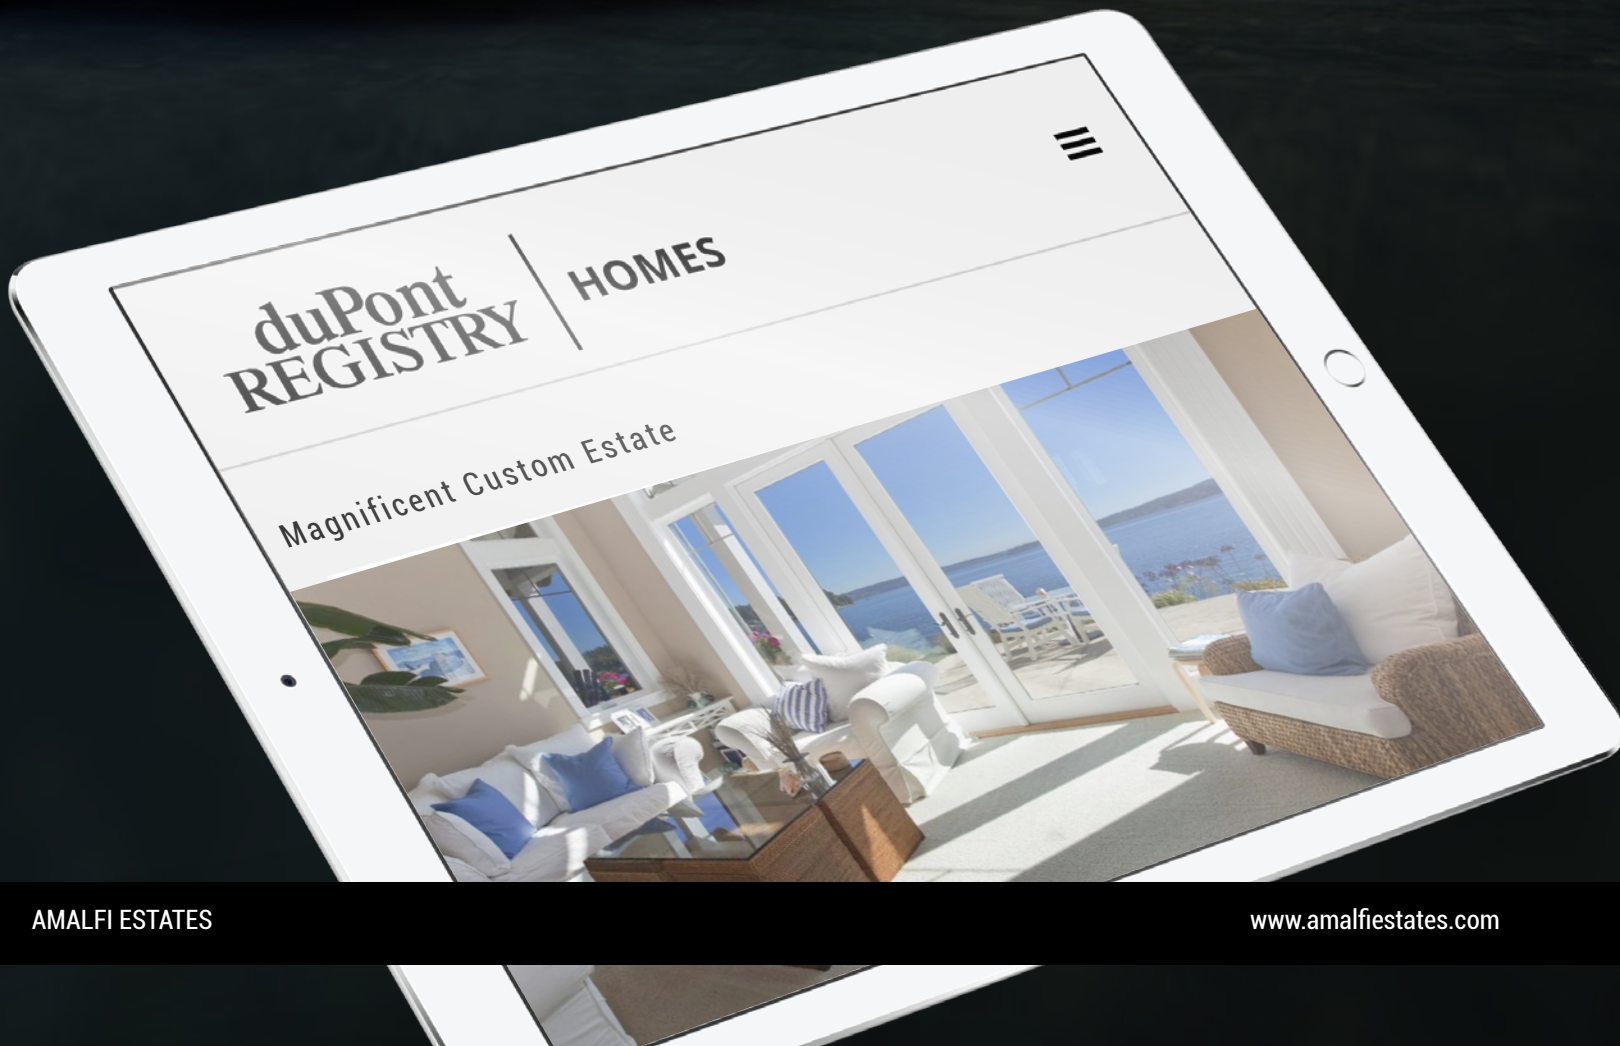 duPont
REGISTRY
HOMES
Magnificent Custom Estate
AMALFI ESTATES
www.amalfiestates.com